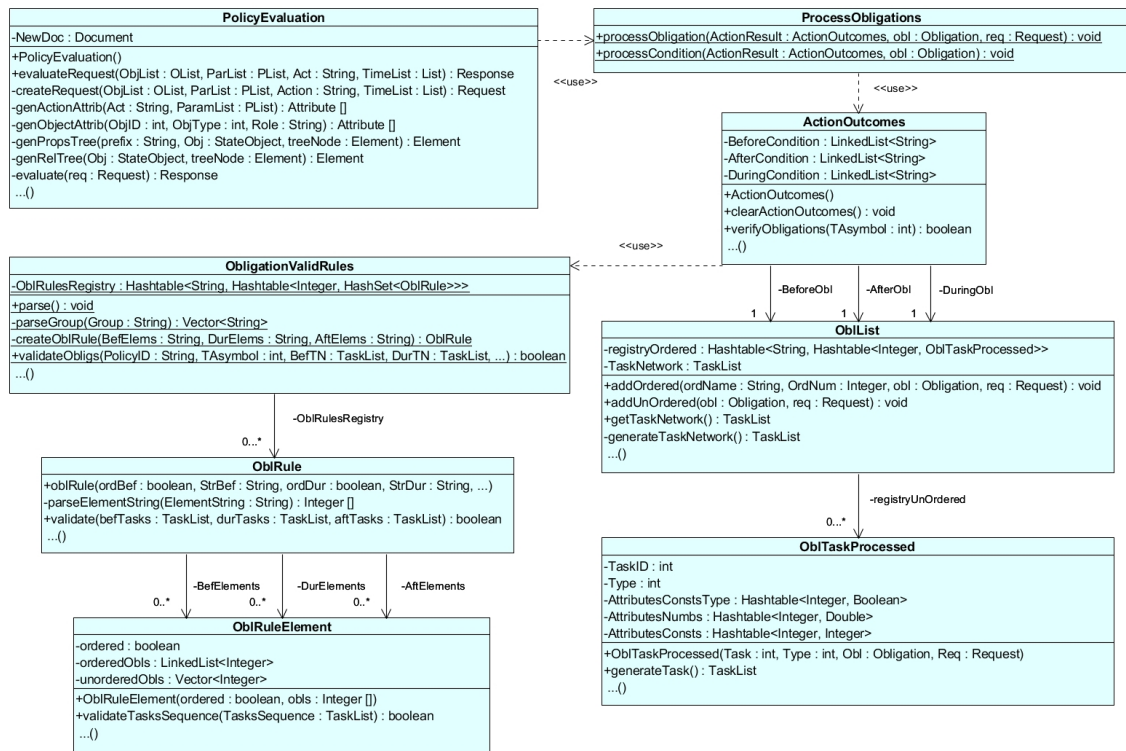 PolicyEvaluation
-NewDoc : Document
+PolicyEvaluation()
+evaluateRequest(ObjList : OList, ParList : PList, Act : String, TimeList : List) : Response
-createRequest(ObjList : OList, ParList : PList, Action : String, TimeList : List) : Request
-genActionAttrib(Act : String, ParamList : PList) : Attribute []
-genObjectAttrib(ObjID : int, ObjType : int, Role : String) : Attribute []
-genPropsTree(prefix : String, Obj : StateObject, treeNode : Element) : Element
-genRelTree(Obj : StateObject, treeNode : Element) : Element
-evaluate(req : Request) : Response
...()
<<use>>
ProcessObligations
+processObligation(ActionResult : ActionOutcomes, obl : Obligation, req : Request) : void
+processCondition(ActionResult : ActionOutcomes, obl : Obligation) : void
<<use>>
ActionOutcomes
-BeforeCondition : LinkedList<String>
-AfterCondition : LinkedList<String>
-DuringCondition : LinkedList<String>
+ActionOutcomes()
+clearActionOutcomes() : void
+verifyObligations(TAsymbol : int) : boolean
...()
<<use>>
ObligationValidRules
-OblRulesRegistry : Hashtable<String, Hashtable<Integer, HashSet<OblRule>>>
+parse() : void
-parseGroup(Group : String) : Vector<String>
-createOblRule(BefElems : String, DurElems : String, AftElems : String) : OblRule
+validateObligs(PolicyID : String, TAsymbol : int, BefTN : TaskList, DurTN : TaskList, ...) : boolean
...()
-BeforeObl
-AfterObl
-DuringObl
1
1
1
OblList
-registryOrdered : Hashtable<String, Hashtable<Integer, OblTaskProcessed>>
-TaskNetwork : TaskList
+addOrdered(ordName : String, OrdNum : Integer, obl : Obligation, req : Request) : void
+addUnOrdered(obl : Obligation, req : Request) : void
+getTaskNetwork() : TaskList
-generateTaskNetwork() : TaskList
...()
-OblRulesRegistry
0...*
OblRule
+oblRule(ordBef : boolean, StrBef : String, ordDur : boolean, StrDur : String, ...)
-parseElementString(ElementString : String) : Integer []
+validate(befTasks : TaskList, durTasks : TaskList, aftTasks : TaskList) : boolean
...()
-registryUnOrdered
0...*
OblTaskProcessed
-TaskID : int
-Type : int
-AttributesConstsType : Hashtable<Integer, Boolean>
-AttributesNumbs : Hashtable<Integer, Double>
-AttributesConsts : Hashtable<Integer, Integer>
+OblTaskProcessed(Task : int, Type : int, Obl : Obligation, Req : Request)
+generateTask() : TaskList
...()
-BefElements
-DurElements
-AftElements
0..*
0..*
0..*
OblRuleElement
-ordered : boolean
-orderedObls : LinkedList<Integer>
-unorderedObls : Vector<Integer>
+OblRuleElement(ordered : boolean, obls : Integer [])
+validateTasksSequence(TasksSequence : TaskList) : boolean
...()